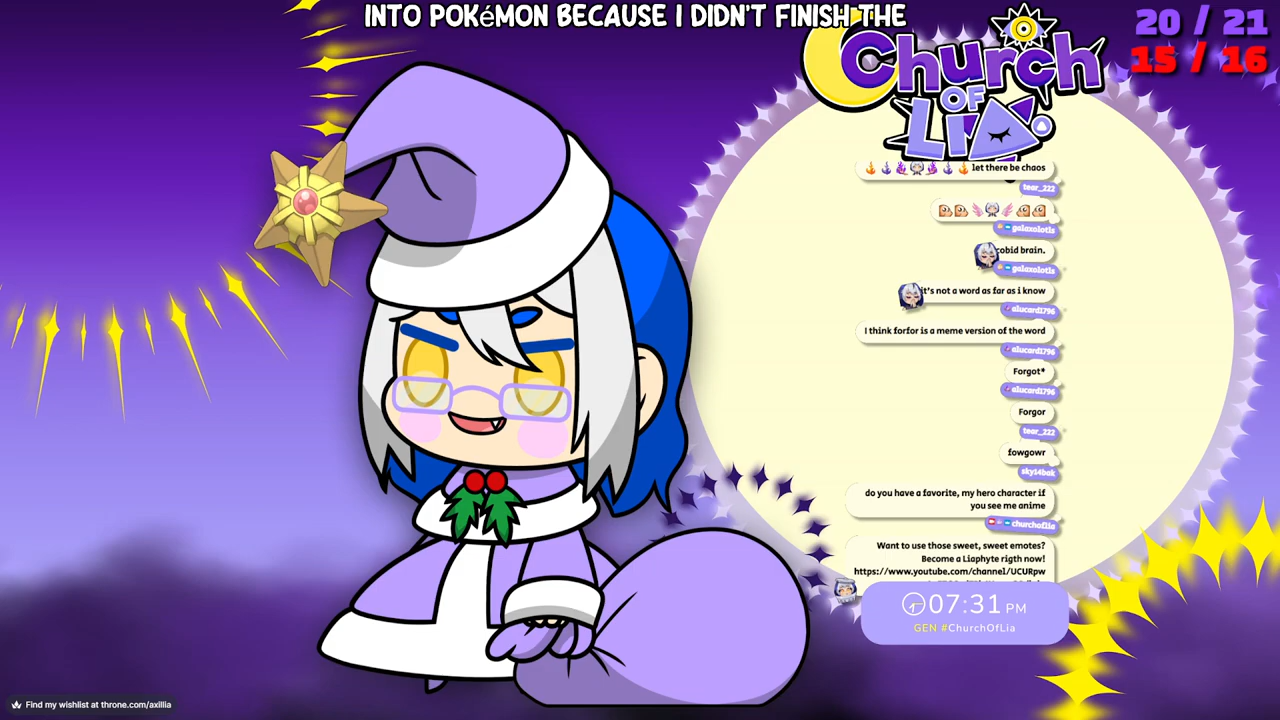 INTO POKéMON BECAUSE I DIDN'T FINISH THE
20 / 21
15 / 16
Church
OF
LIA
let there be chaos
tear_222
galaxolotls
cobid brain.
galaxolotls
it's not a word as far as i know
alucard1796
I think forfor is a meme version of the word
alucard1796
Forgot*
alucard1796
Forgor
tear_222
fowgowr
sky14bak
do you have a favorite, my hero character if
you see me anime
churchoflia
Want to use those sweet, sweet emotes?
Become a Liaphyte rigth now!
https://www.youtube.com/channel/UCURpw
07:31 PM
GEN #ChurchOfLia
Find my wishlist at throne.com/axillia